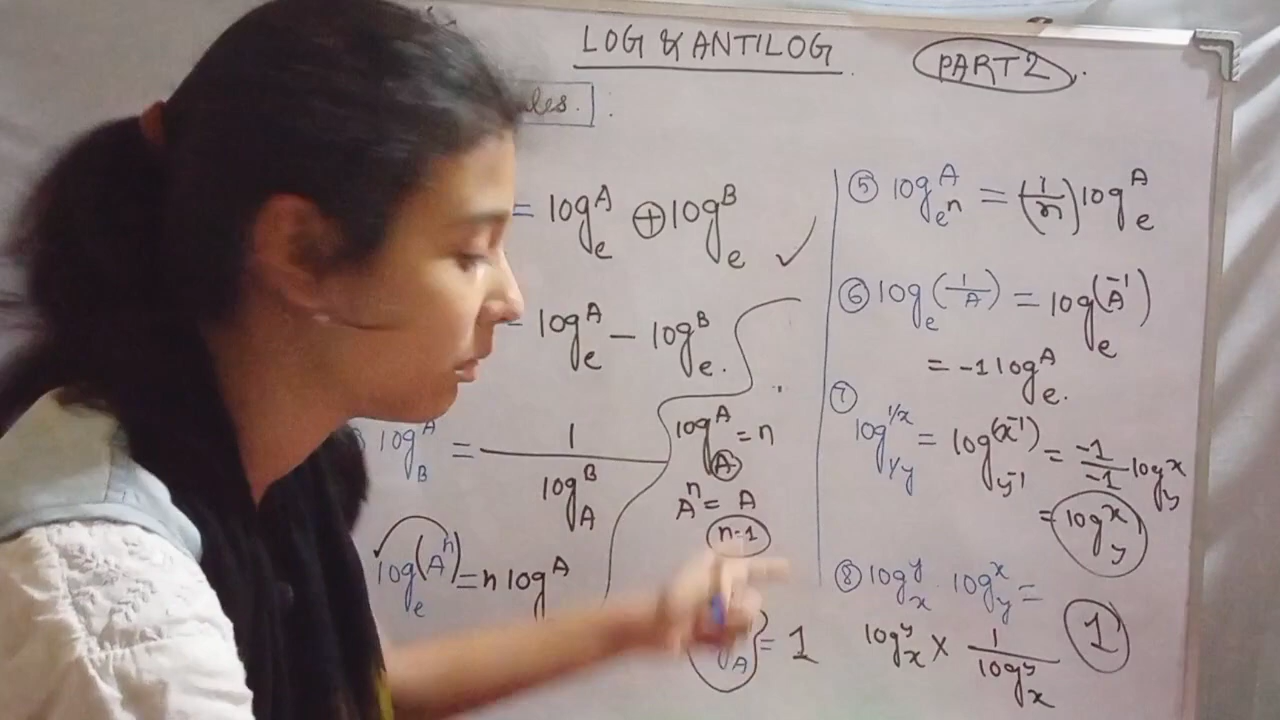 LOG & ANTILOG PART 2
= log_e^A ⊕ log_e^B ✓
= log_e^A - log_e^B.
log_B^A = 1 / log_A^B
log_e(A^n) = n log^A
log_A^A = n
A^n = A
n=1
A = 1
⑤ log_{e^n}^A = (1/n) log_e^A
⑥ log_e(1/A) = log_e(A^{-1})
= -1 log_e^A.
⑦
log_{1/y}^{1/x} = log_{y^{-1}}^{(x^{-1})} = -1/-1 log_y^x
= log_y^x
⑧ log_x^y . log_y^x =
log_x^y × 1 / log_x^y 1